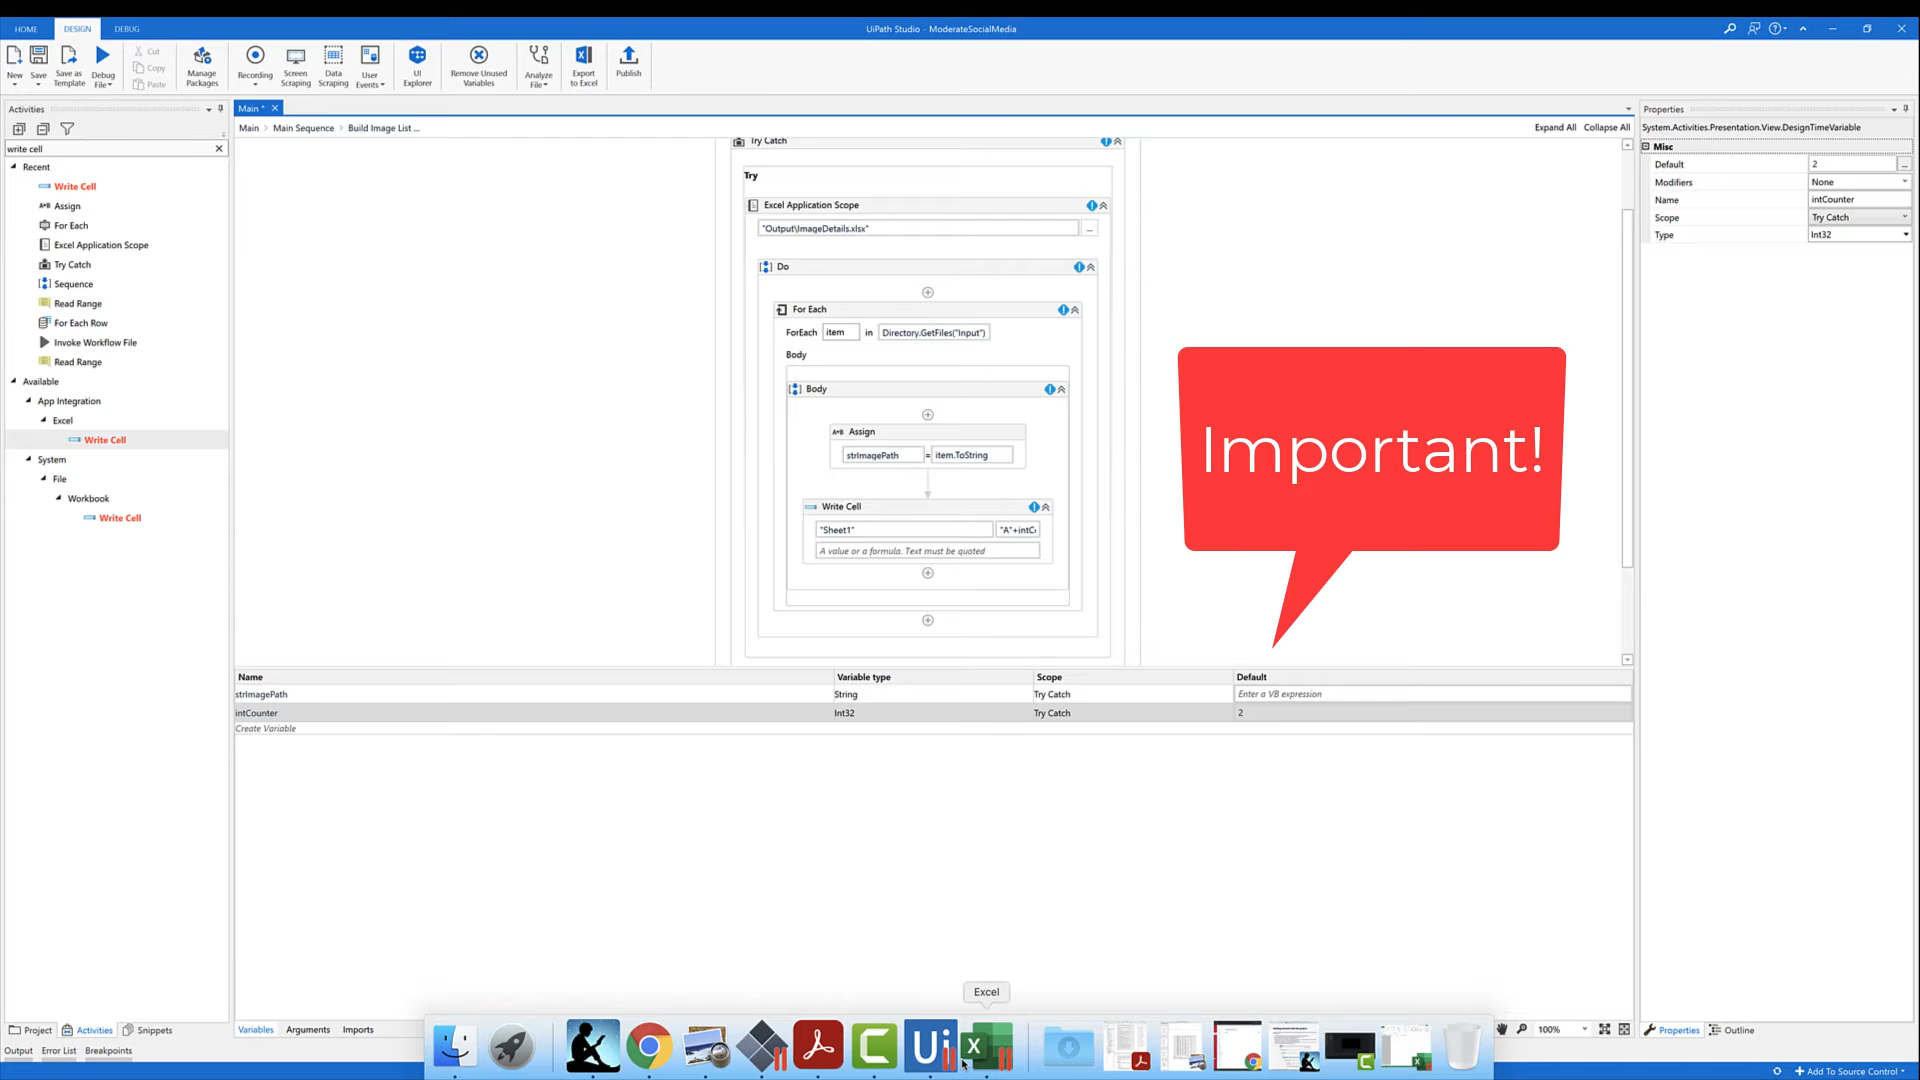 HOME DESIGN DEBUG UiPath Studio - ModerateSocialMedia
New Save Save as Template Debug File Cut Copy Paste Manage Packages Recording Screen Scraping Data Scraping User Events UI Explorer Remove Unused Variables Analyze File Export to Excel Publish
Activities
Main * Properties
Main > Main Sequence > Build Image List ... Expand All Collapse All
System.Activities.Presentation.View.DesignTimeVariable
write cell
Misc
Default 2 ...
Modifiers None
Name intCounter
Scope Try Catch
Type Int32
Recent
Write Cell
Assign
For Each
Excel Application Scope
Try Catch
Sequence
Read Range
For Each Row
Invoke Workflow File
Read Range
Available
App Integration
Excel
Write Cell
System
File
Workbook
Write Cell
Try Catch
Try
Excel Application Scope
"Output\ImageDetails.xlsx" ...
Do
For Each
ForEach item in Directory.GetFiles("Input")
Body
Body
A*B Assign
strImagePath = item.ToString
Write Cell
"Sheet1" "A"+intCo
A value or a formula. Text must be quoted
Important!
Name Variable type Scope Default
strImagePath String Try Catch Enter a VB expression
intCounter Int32 Try Catch 2
Create Variable
Excel
Project Activities Snippets Variables Arguments Imports 100% Properties Outline
Output Error List Breakpoints
Ui
X
Add To Source Control